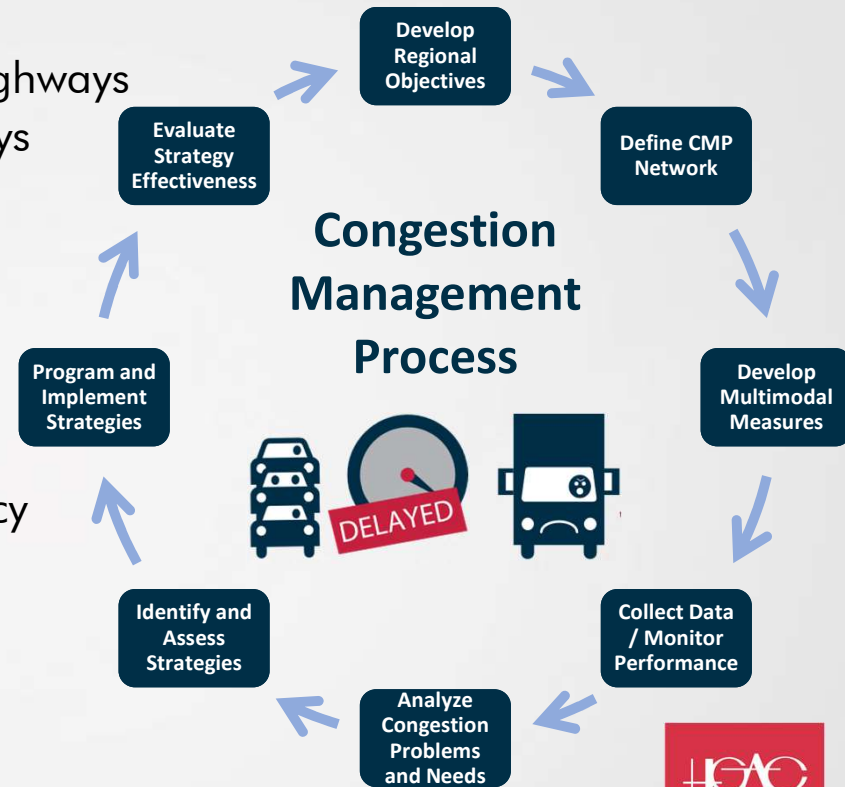 ghways
ys
cy
Congestion
Management
Process
Develop
Regional
Objectives
Define CMP
Network
Develop
Multimodal
Measures
Collect Data
/ Monitor
Performance
Analyze
Congestion
Problems
and Needs
Identify and
Assess
Strategies
Program and
Implement
Strategies
Evaluate
Strategy
Effectiveness
DELAYED
HGAC